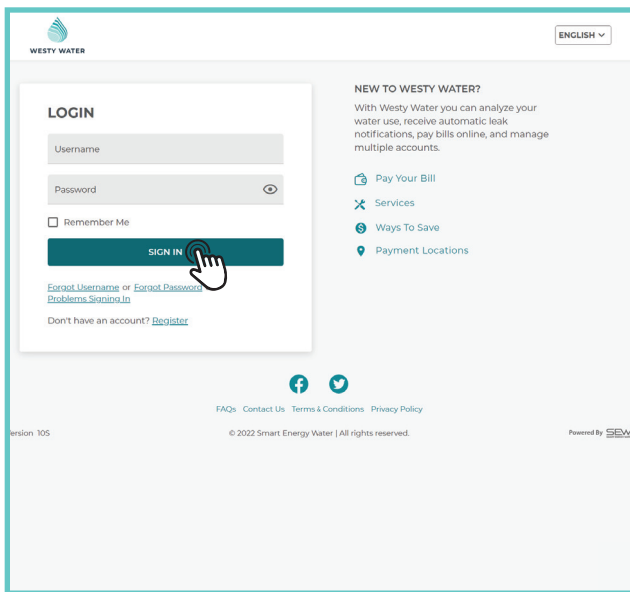 WESTY WATER
ENGLISH
LOGIN
Username
Password
Remember Me
SIGN IN
Forgot Username or Forgot Password
Problems Signing In
Don't have an account? Register
NEW TO WESTY WATER?
With Westy Water you can analyze your
water use, receive automatic leak
notifications, pay bills online, and manage
multiple accounts.
Pay Your Bill
Services
Ways To Save
Payment Locations
FAQs Contact Us Terms & Conditions Privacy Policy
ersion 10S
© 2022 Smart Energy Water | All rights reserved.
Powered By SEW